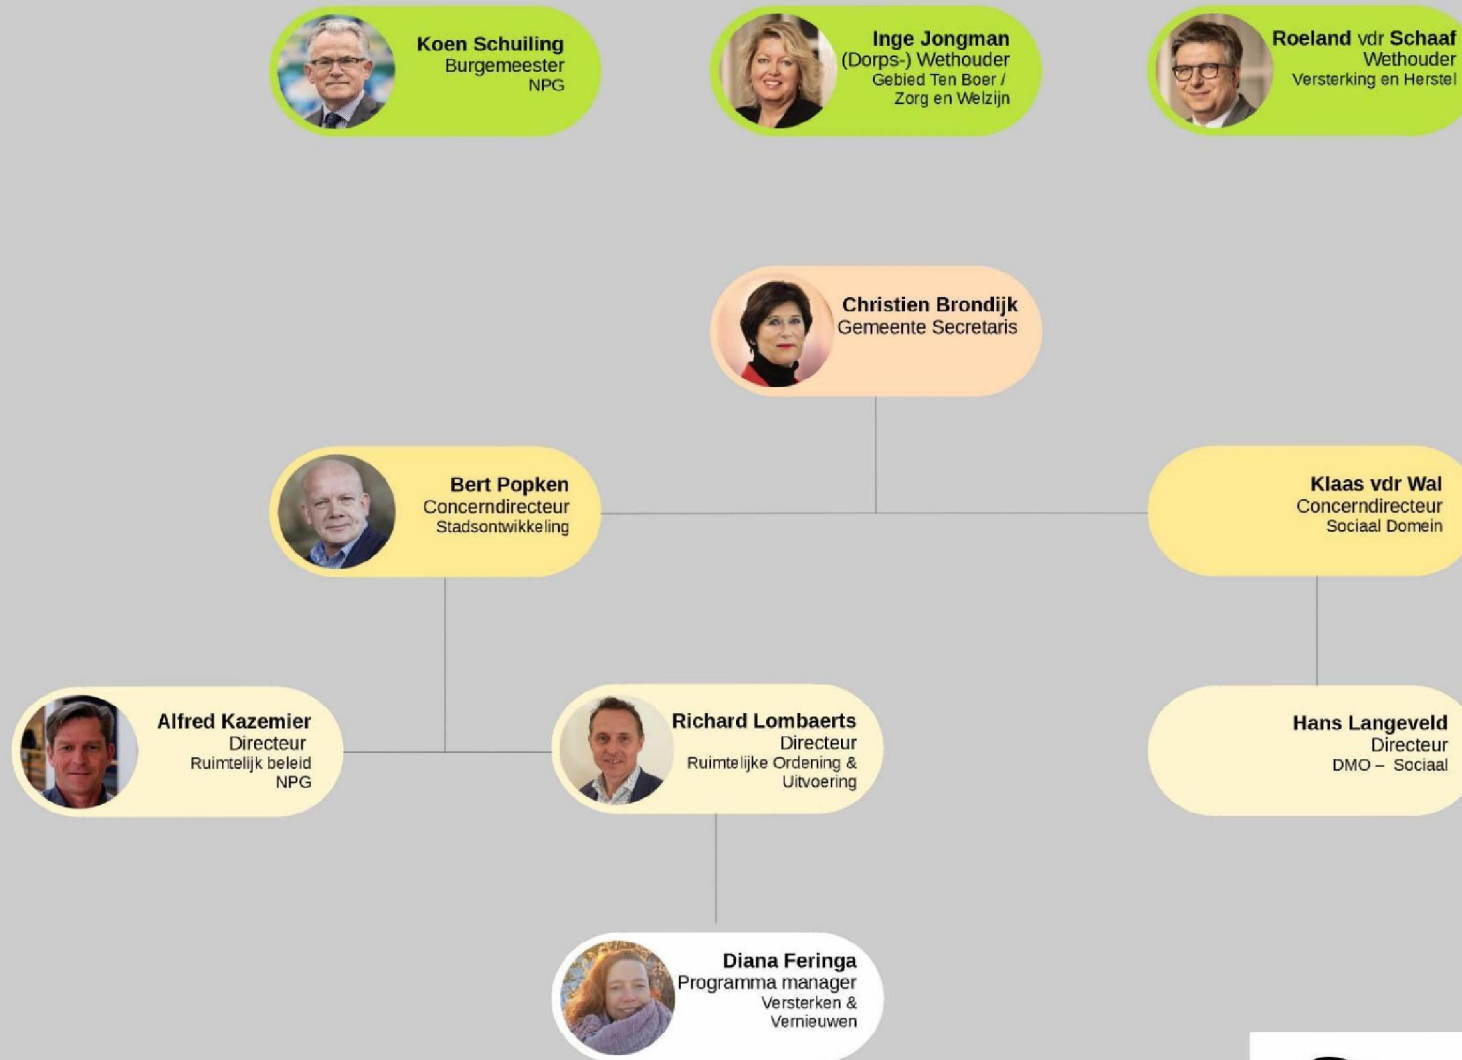 Koen Schuiling
Burgemeester
NPG
Inge Jongman
(Dorps-) Wethouder
Gebied Ten Boer /
Zorg en Welzijn
Roeland vdr Schaaf
Wethouder
Versterking en Herstel
Christien Brondijk
Gemeente Secretaris
Bert Popken
Concerndirecteur
Stadsontwikkeling
Klaas vdr Wal
Concerndirecteur
Sociaal Domein
Alfred Kazemier
Directeur
Ruimtelijk beleid
NPG
Richard Lombaerts
Directeur
Ruimtelijke Ordening &
Uitvoering
Hans Langeveld
Directeur
DMO – Sociaal
Diana Feringa
Programma manager
Versterken &
Vernieuwen